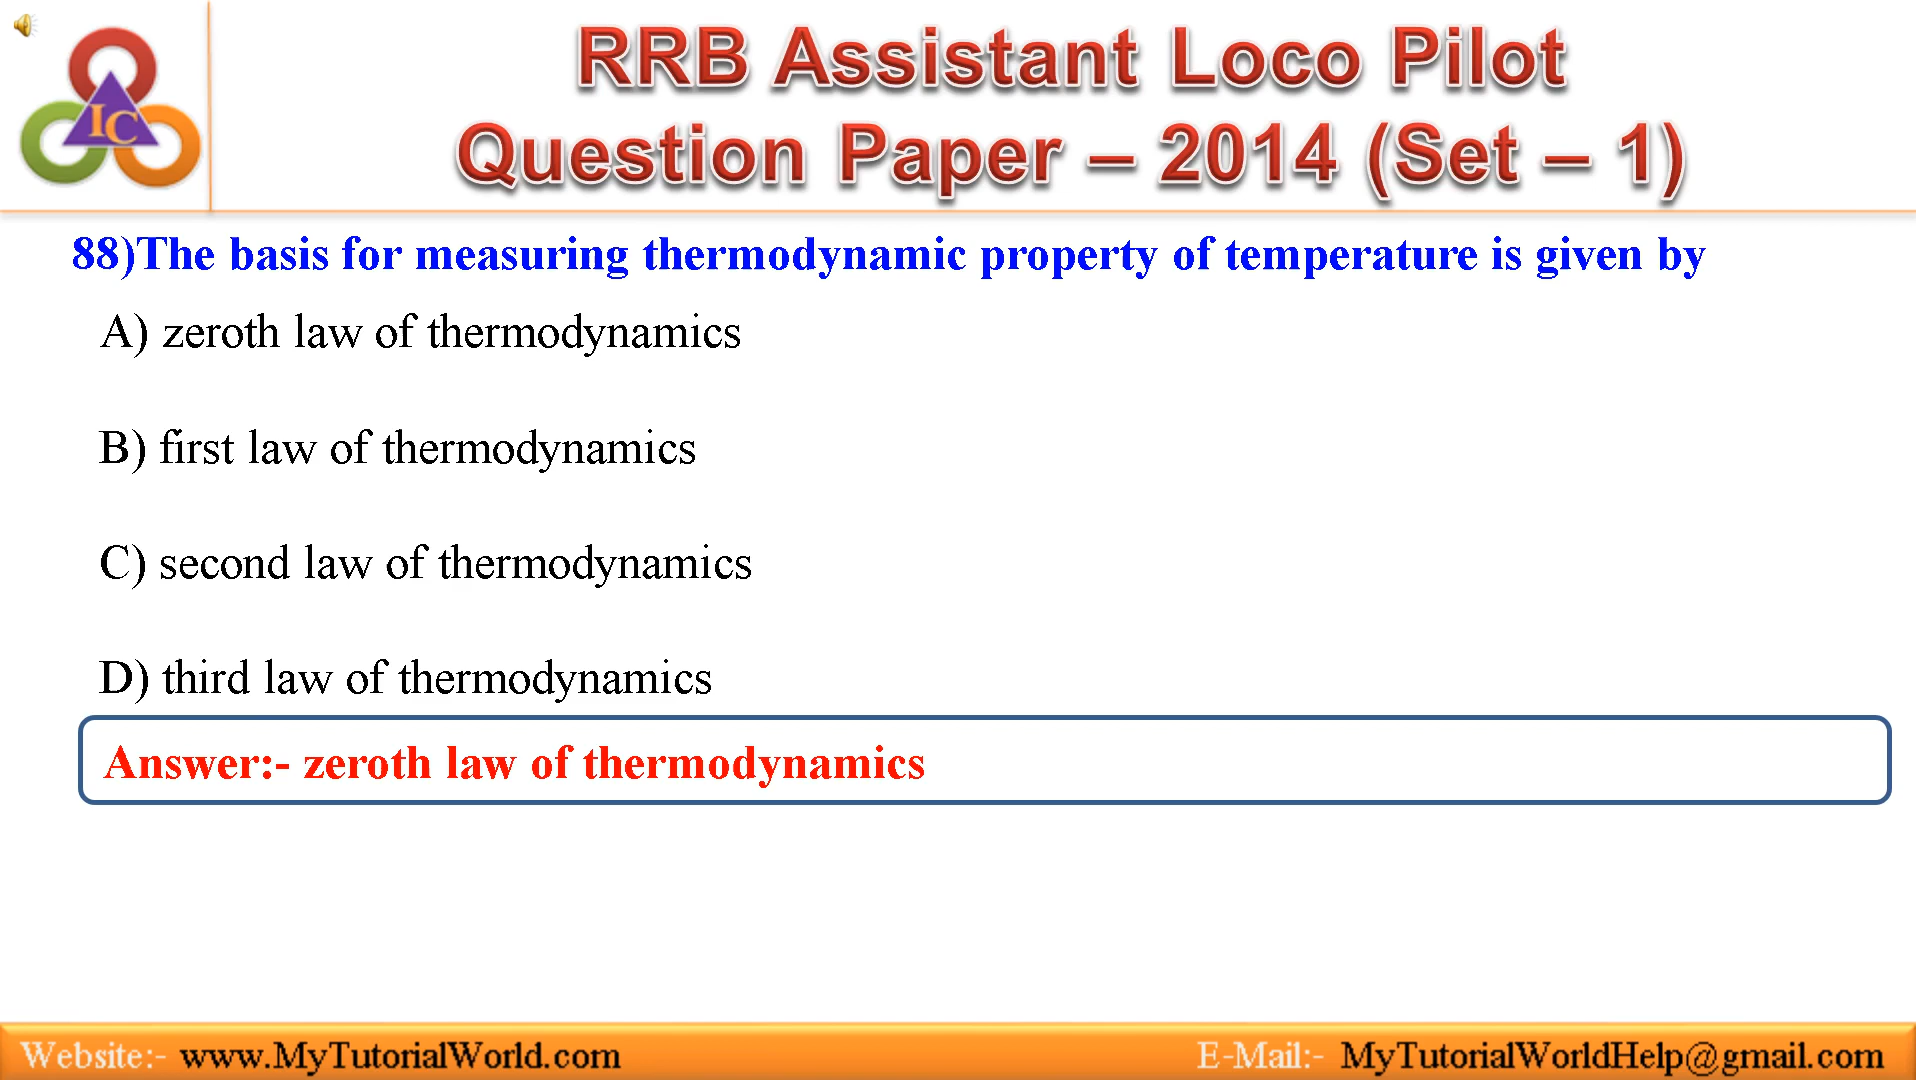 IC
RRB Assistant Loco Pilot
Question Paper – 2014 (Set – 1)
88)The basis for measuring thermodynamic property of temperature is given by
A) zeroth law of thermodynamics
B) first law of thermodynamics
C) second law of thermodynamics
D) third law of thermodynamics
Answer:- zeroth law of thermodynamics
Website:- www.MyTutorialWorld.com
E-Mail:- MyTutorialWorldHelp@gmail.com